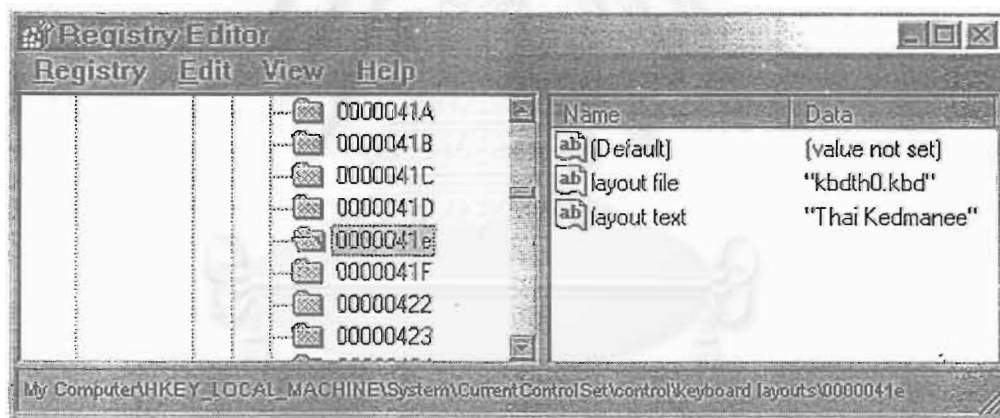 Registry Editor
Registry Edit View Help
0000041A
0000041B
0000041C
0000041D
0000041e
0000041F
00000422
00000423
Name Data
(Default) (value not set)
layout file "kbdth0.kbd"
layout text "Thai Kedmanee"
My Computer\HKEY_LOCAL_MACHINE\System\CurrentControlSet\control\keyboard layouts\0000041e